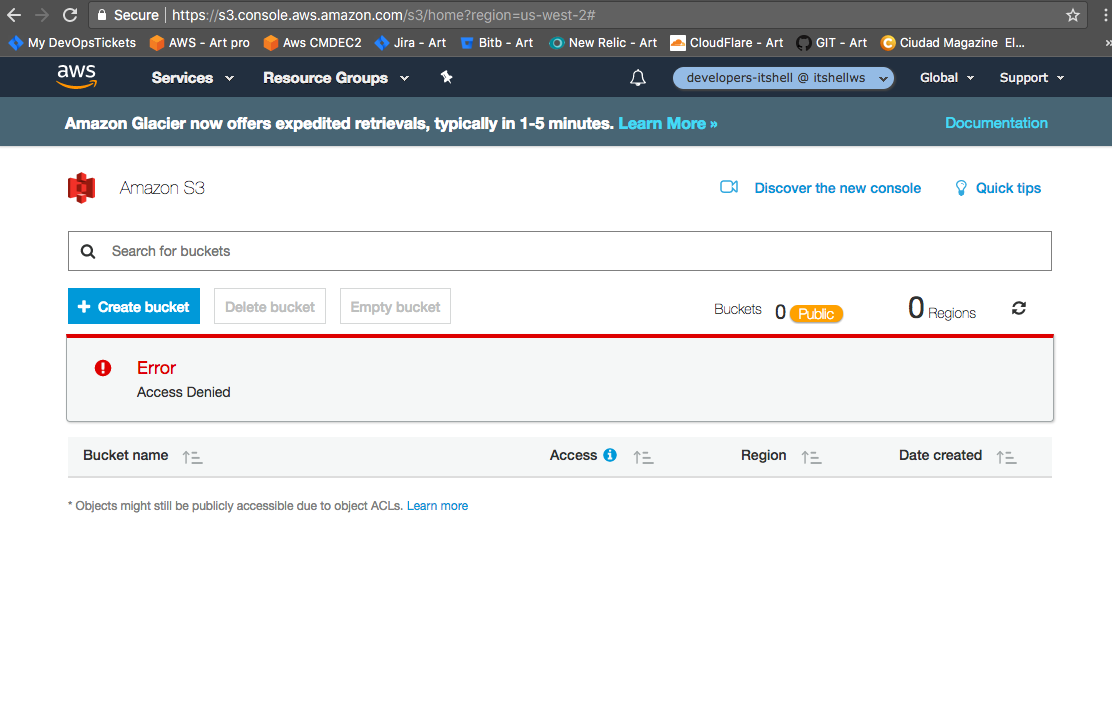 Secure https://s3.console.aws.amazon.com/s3/home?region=us-west-2#
My DevOpsTickets AWS - Art pro Aws CMDEC2 Jira - Art Bitb - Art New Relic - Art CloudFlare - Art GIT - Art Ciudad Magazine El... »
aws Services Resource Groups developers-itshell @ itshellws Global Support
Amazon Glacier now offers expedited retrievals, typically in 1-5 minutes. Learn More » Documentation
Amazon S3 Discover the new console Quick tips
Search for buckets
+ Create bucket Delete bucket Empty bucket Buckets 0 Public 0 Regions
Error
Access Denied
Bucket name Access Region Date created
* Objects might still be publicly accessible due to object ACLs. Learn more